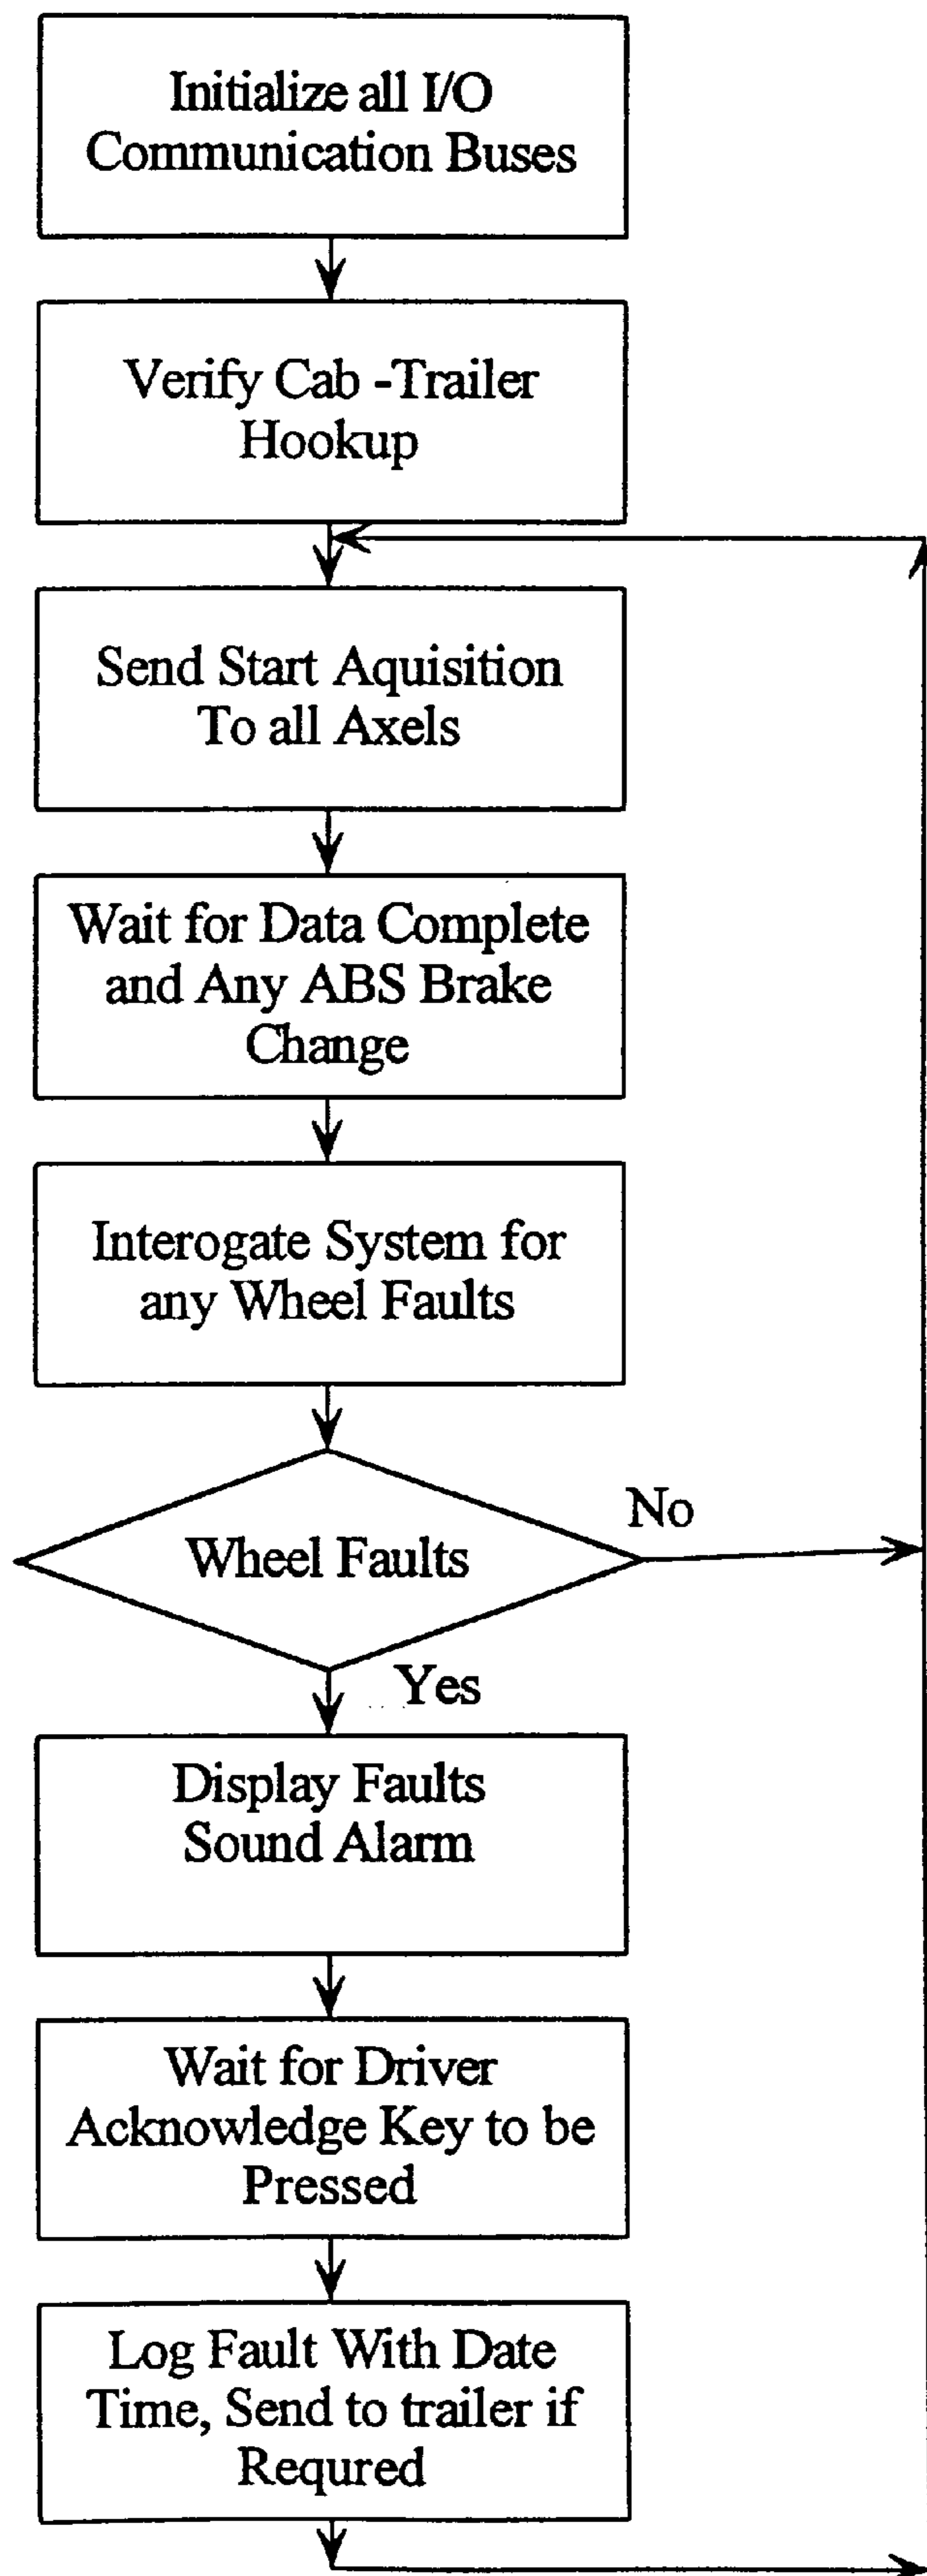 Initialize all I/O
Communication Buses
Verify Cab -Trailer
Hookup
Send Start Aquisition
To all Axels
Wait for Data Complete
and Any ABS Brake
Change
Interogate System for
any Wheel Faults
Wheel Faults
No
Yes
Display Faults
Sound Alarm
Wait for Driver
Acknowledge Key to be
Pressed
Log Fault With Date
Time, Send to trailer if
Requred